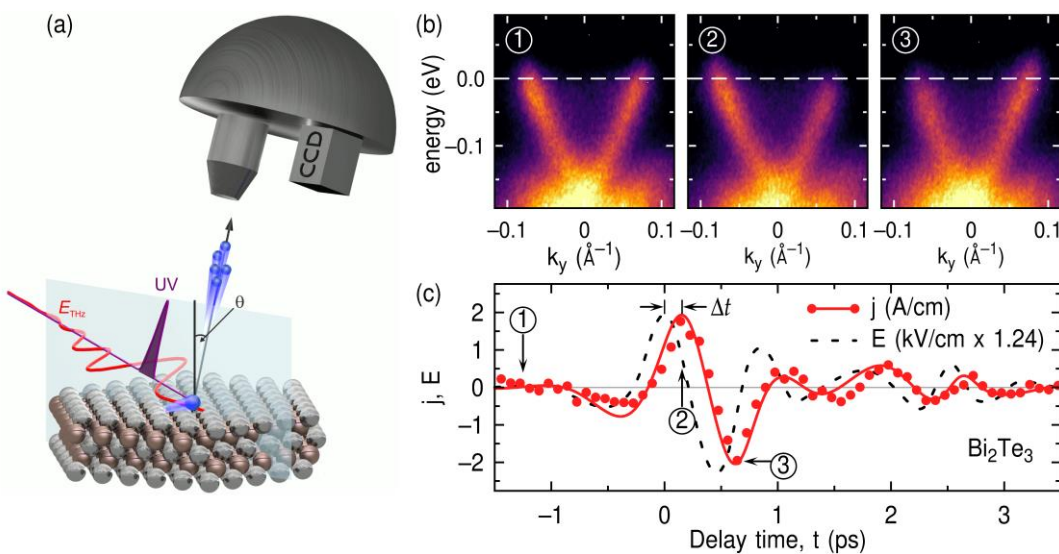 (a)
CCD
UV
E_THz
θ
(b)
① ② ③
energy (eV)
0.0
−0.1
−0.1 0 0.1 −0.1 0 0.1 −0.1 0 0.1
k_y (Å⁻¹) k_y (Å⁻¹) k_y (Å⁻¹)
(c)
j, E
2
1
0
−1
−2
①
Δt
j (A/cm)
E (kV/cm x 1.24)
②
③
Bi₂Te₃
−1 0 1 2 3
Delay time, t (ps)